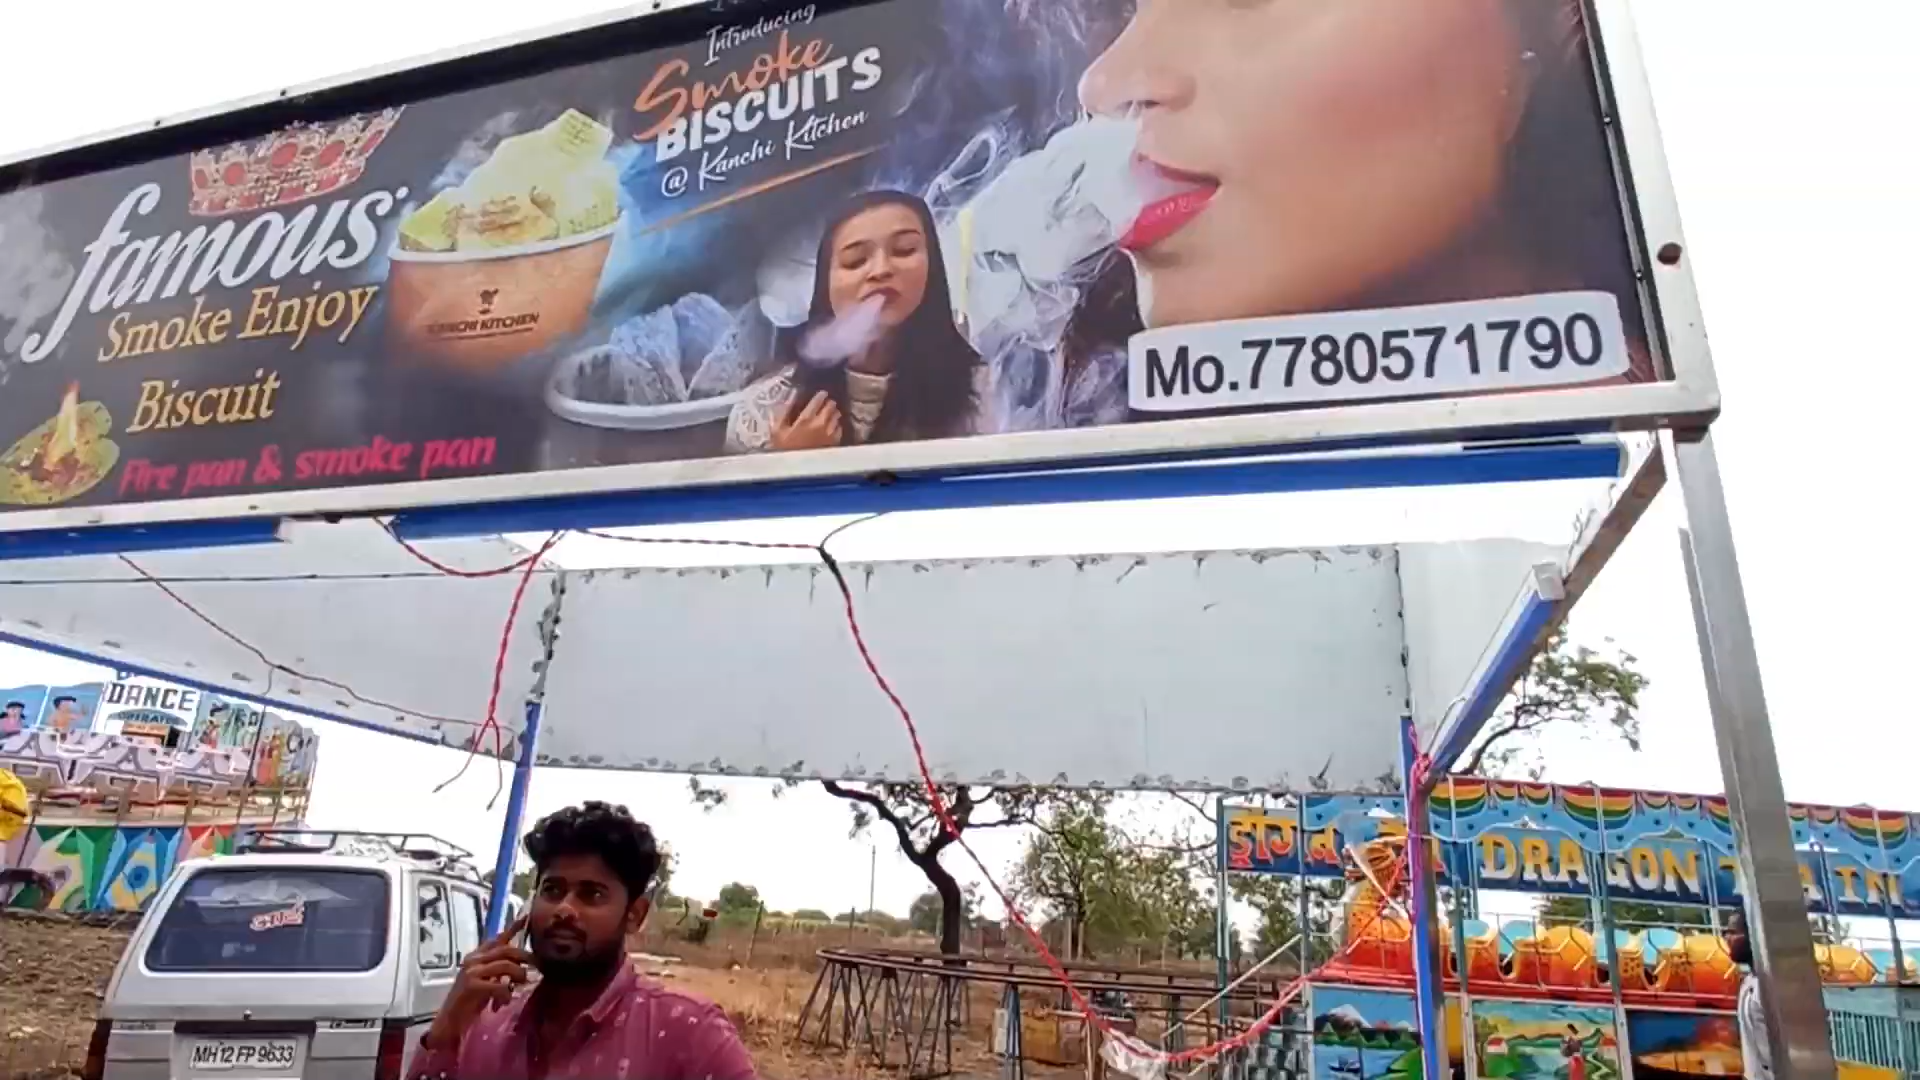 Introducing
Smoke
BISCUITS
@ Kanchi Kitchen
famous
Smoke Enjoy
Biscuit
Fire pan & smoke pan
KANCHI KITCHEN
Mo.7780571790
DANCE
ड्रॅगन
DRAGON
MH 12 FP 9633